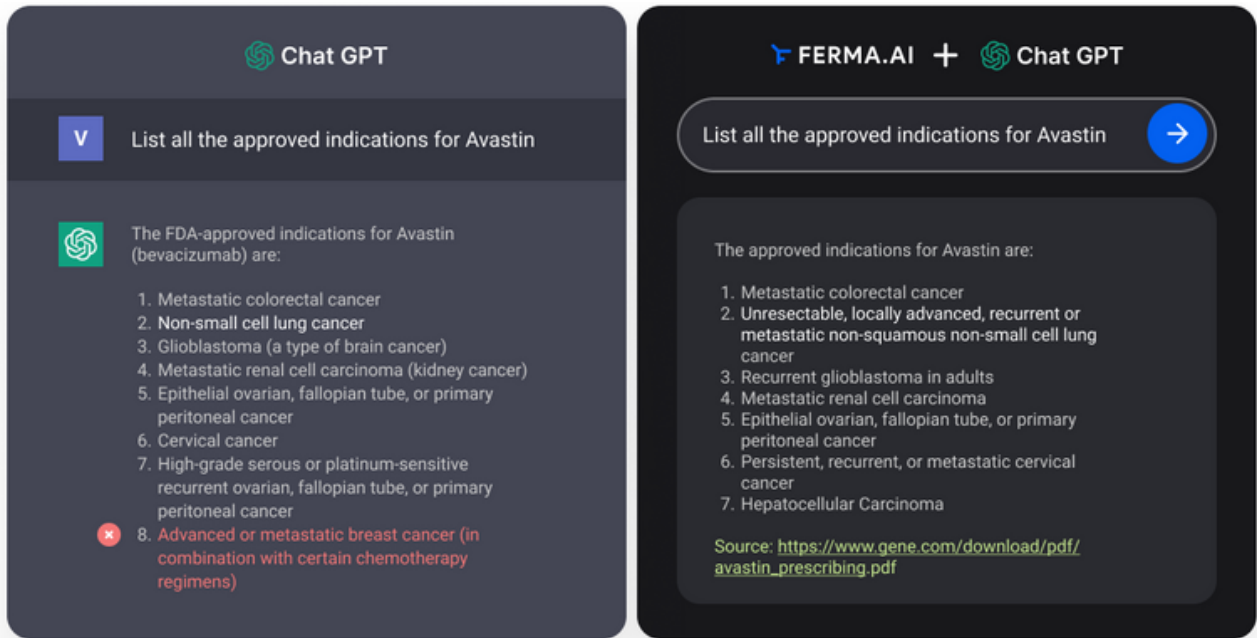 Chat GPT
V
List all the approved indications for Avastin
The FDA-approved indications for Avastin
(bevacizumab) are:
1. Metastatic colorectal cancer
2. Non-small cell lung cancer
3. Glioblastoma (a type of brain cancer)
4. Metastatic renal cell carcinoma (kidney cancer)
5. Epithelial ovarian, fallopian tube, or primary
peritoneal cancer
6. Cervical cancer
7. High-grade serous or platinum-sensitive
recurrent ovarian, fallopian tube, or primary
peritoneal cancer
8. Advanced or metastatic breast cancer (in
combination with certain chemotherapy
regimens)
FERMA.AI + Chat GPT
List all the approved indications for Avastin
The approved indications for Avastin are:
1. Metastatic colorectal cancer
2. Unresectable, locally advanced, recurrent or
metastatic non-squamous non-small cell lung
cancer
3. Recurrent glioblastoma in adults
4. Metastatic renal cell carcinoma
5. Epithelial ovarian, fallopian tube, or primary
peritoneal cancer
6. Persistent, recurrent, or metastatic cervical
cancer
7. Hepatocellular Carcinoma
Source: https://www.gene.com/download/pdf/
avastin_prescribing.pdf